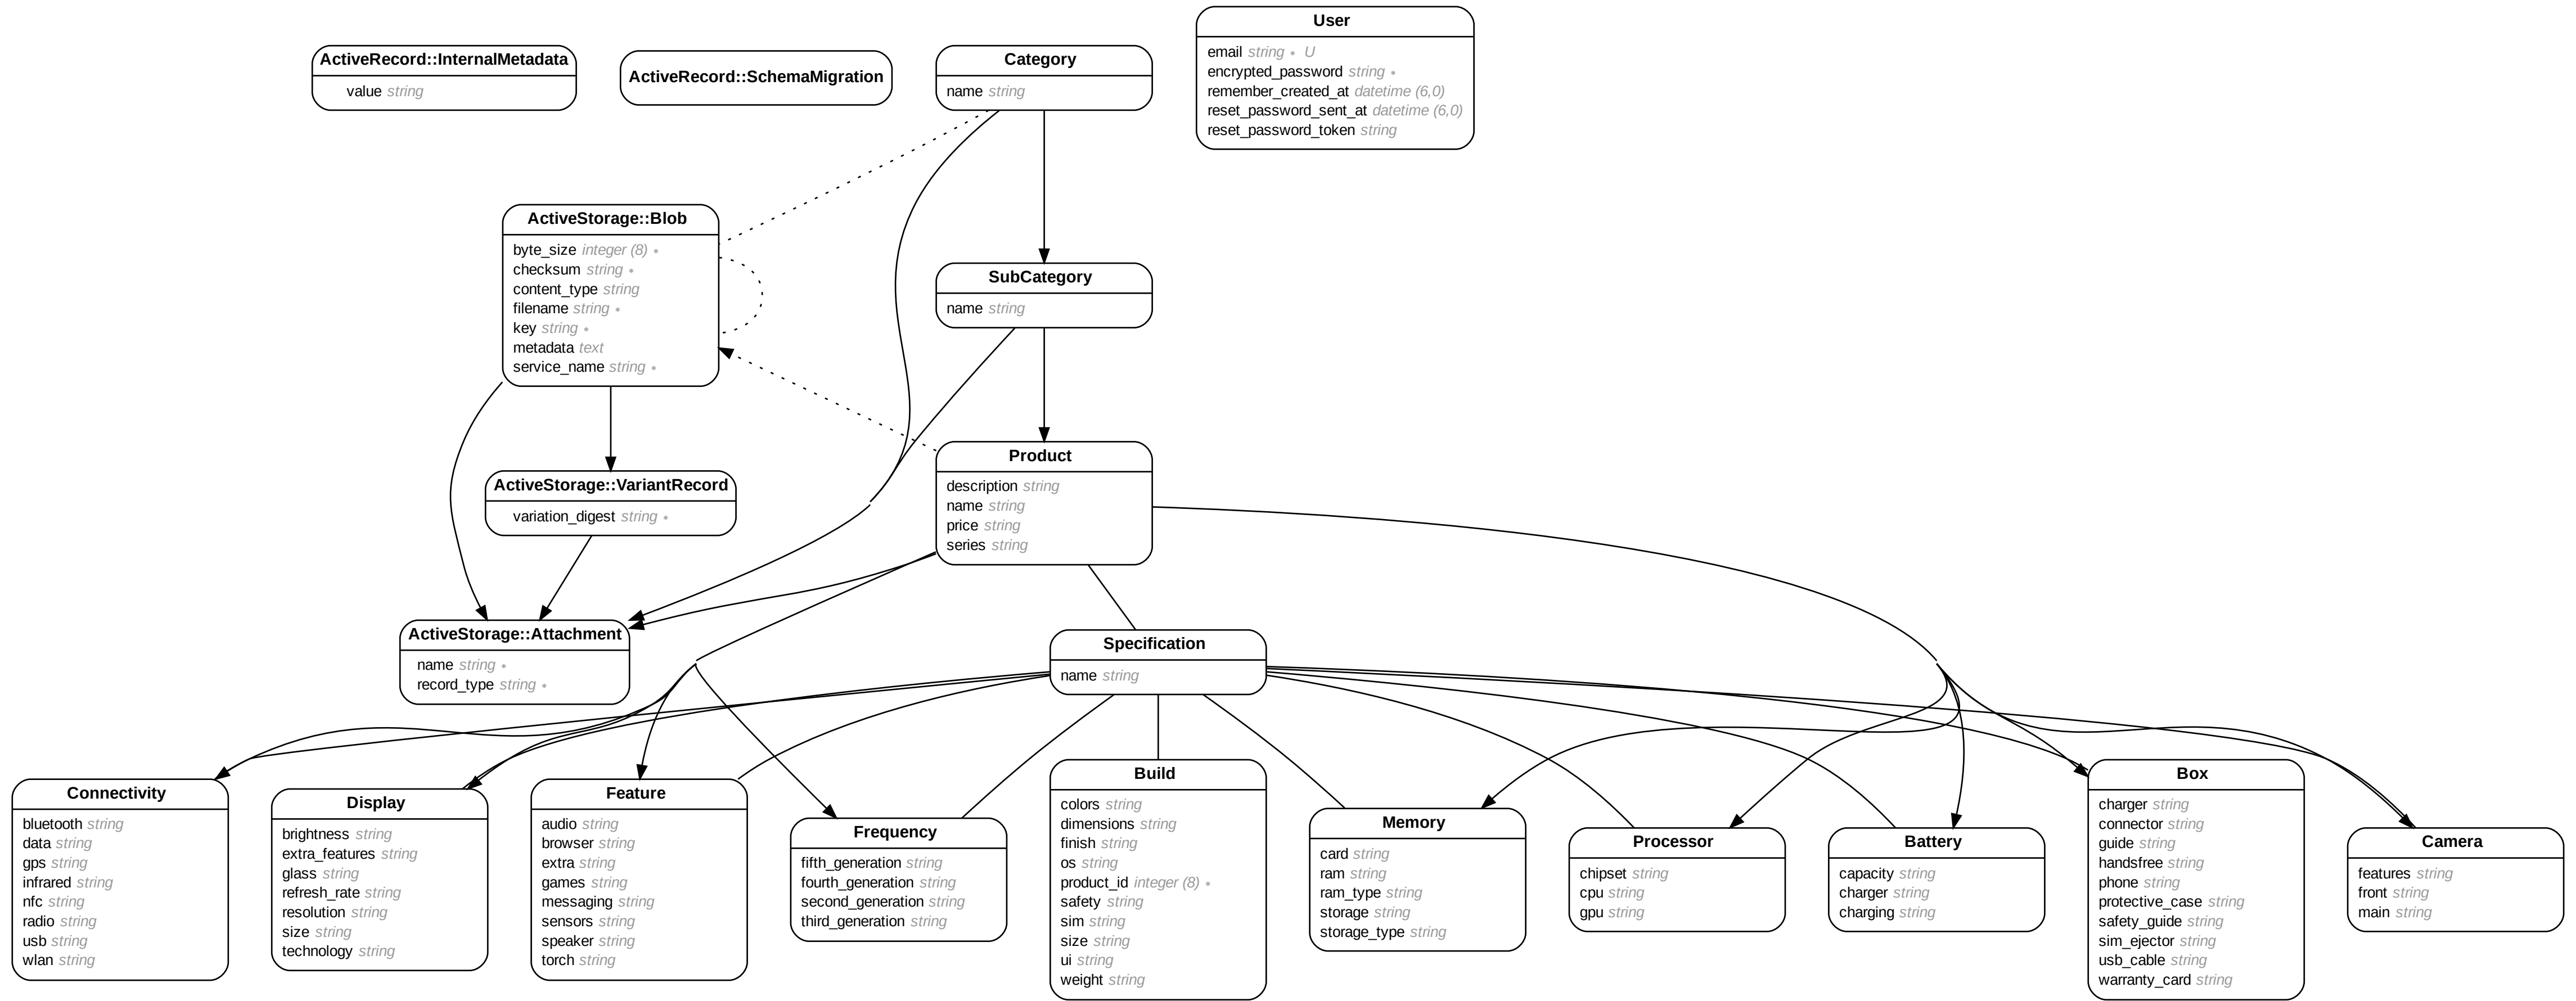 User
email string * U
encrypted_password string *
remember_created_at datetime (6,0)
reset_password_sent_at datetime (6,0)
reset_password_token string
ActiveRecord::InternalMetadata
value string
ActiveRecord::SchemaMigration
Category
name string
ActiveStorage::Blob
byte_size integer (8) *
checksum string *
content_type string
filename string *
key string *
metadata text
service_name string *
SubCategory
name string
Product
description string
name string
price string
series string
ActiveStorage::VariantRecord
variation_digest string *
ActiveStorage::Attachment
name string *
record_type string *
Specification
name string
Connectivity
bluetooth string
data string
gps string
infrared string
nfc string
radio string
usb string
wlan string
Display
brightness string
extra_features string
glass string
refresh_rate string
resolution string
size string
technology string
Feature
audio string
browser string
extra string
games string
messaging string
sensors string
speaker string
torch string
Frequency
fifth_generation string
fourth_generation string
second_generation string
third_generation string
Build
colors string
dimensions string
finish string
os string
product_id integer (8) *
safety string
sim string
size string
ui string
weight string
Memory
card string
ram string
ram_type string
storage string
storage_type string
Processor
chipset string
cpu string
gpu string
Battery
capacity string
charger string
charging string
Box
charger string
connector string
guide string
handsfree string
phone string
protective_case string
safety_guide string
sim_ejector string
usb_cable string
warranty_card string
Camera
features string
front string
main string